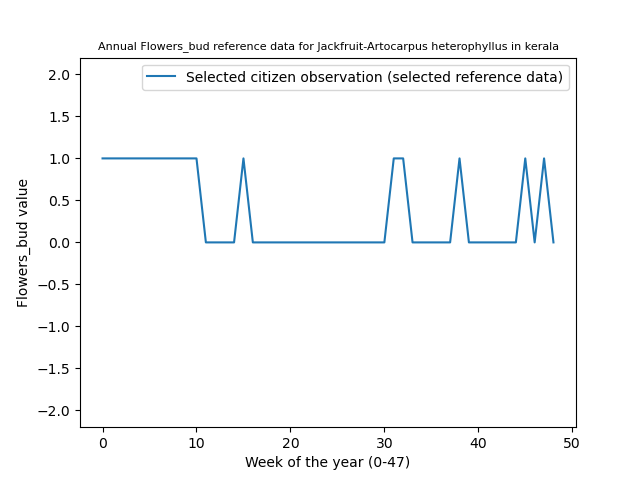 Annual Flowers_bud reference data for Jackfruit-Artocarpus heterophyllus in kerala
Selected citizen observation (selected reference data)
2.0
1.5
1.0
0.5
0.0
−0.5
−1.0
−1.5
−2.0
Flowers_bud value
0 10 20 30 40 50
Week of the year (0-47)